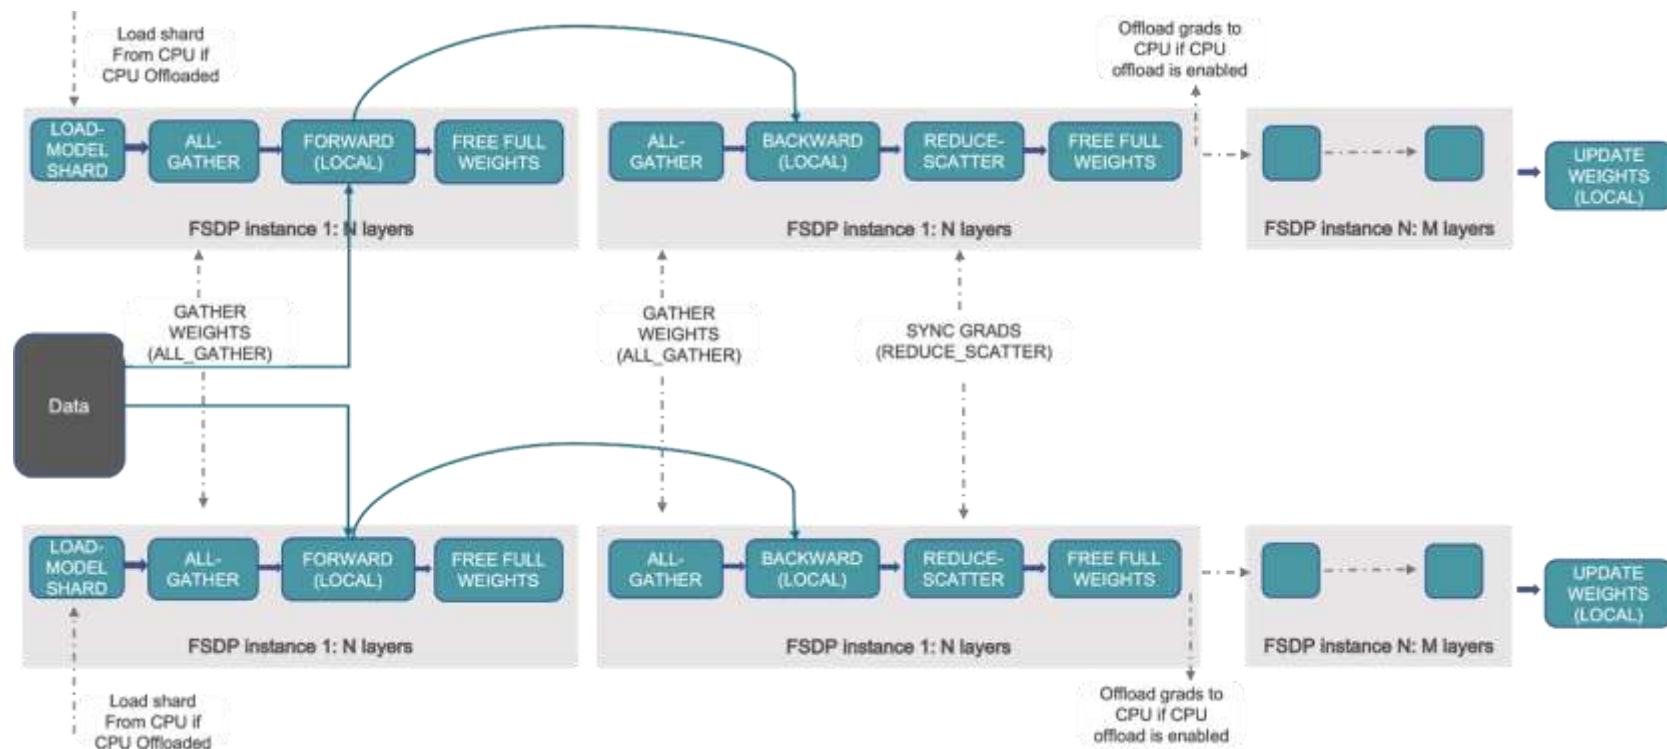 Load shard
From CPU if
CPU Offloaded
Offload grads to
CPU if CPU
offload is enabled
LOAD-
MODEL
SHARD
ALL-
GATHER
FORWARD
(LOCAL)
FREE FULL
WEIGHTS
FSDP instance 1: N layers
ALL-
GATHER
BACKWARD
(LOCAL)
REDUCE-
SCATTER
FREE FULL
WEIGHTS
FSDP instance 1: N layers
FSDP instance N: M layers
UPDATE
WEIGHTS
(LOCAL)
GATHER
WEIGHTS
(ALL_GATHER)
GATHER
WEIGHTS
(ALL_GATHER)
SYNC GRADS
(REDUCE_SCATTER)
Data
LOAD-
MODEL
SHARD
ALL-
GATHER
FORWARD
(LOCAL)
FREE FULL
WEIGHTS
FSDP instance 1: N layers
ALL-
GATHER
BACKWARD
(LOCAL)
REDUCE-
SCATTER
FREE FULL
WEIGHTS
FSDP instance 1: N layers
FSDP instance N: M layers
UPDATE
WEIGHTS
(LOCAL)
Load shard
From CPU if
CPU Offloaded
Offload grads to
CPU if CPU
offload is enabled